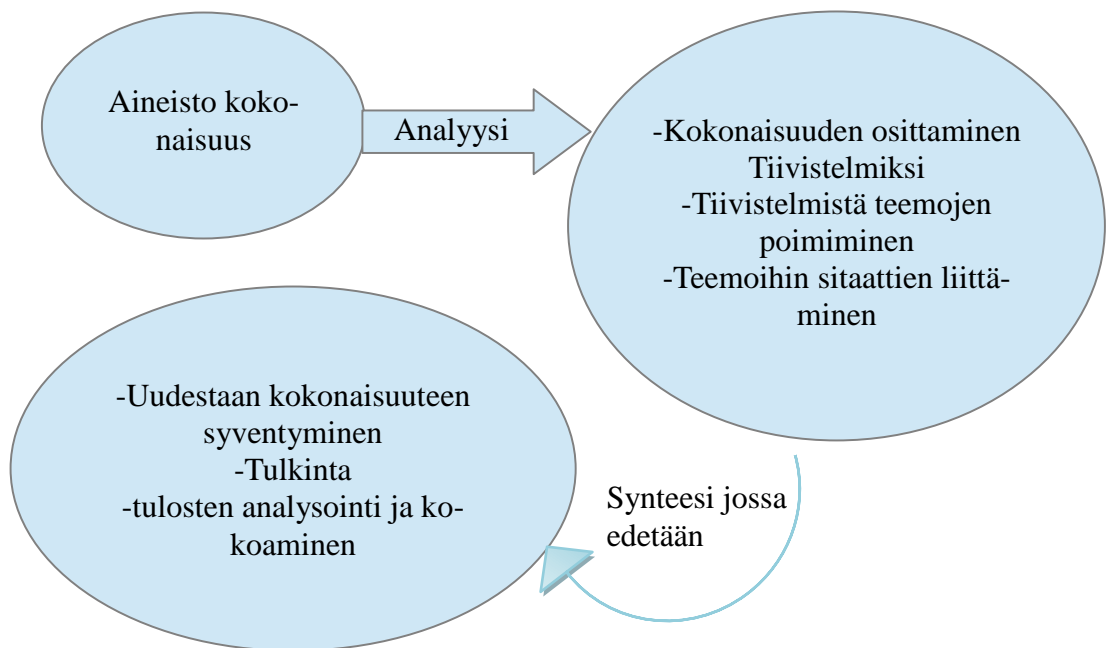 Aineisto koko-
naisuus
Analyysi
-Kokonaisuuden osittaminen
Tiivistelmiksi
-Tiivistelmistä teemojen
poimiminen
-Teemoihin sitaattien liittä-
minen
Synteesi jossa
edetään
-Uudestaan kokonaisuuteen
syventyminen
-Tulkinta
-tulosten analysointi ja ko-
koaminen